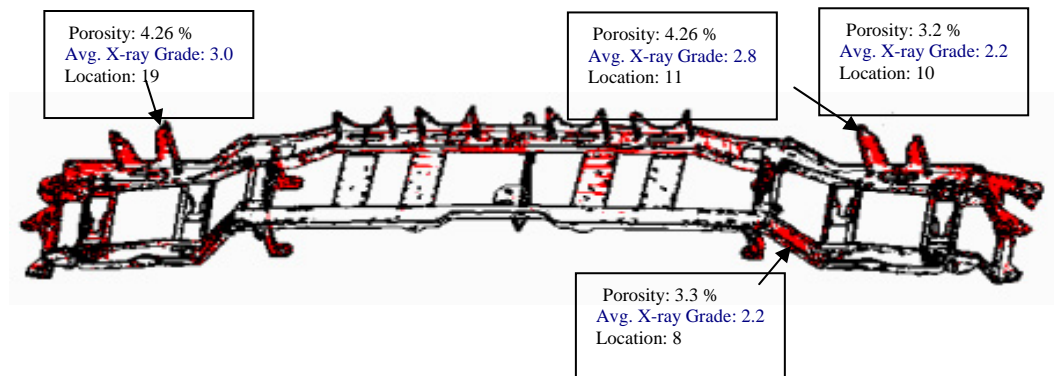 Porosity: 4.26 %
Avg. X-ray Grade: 3.0
Location: 19
Porosity: 4.26 %
Avg. X-ray Grade: 2.8
Location: 11
Porosity: 3.2 %
Avg. X-ray Grade: 2.2
Location: 10
Porosity: 3.3 %
Avg. X-ray Grade: 2.2
Location: 8